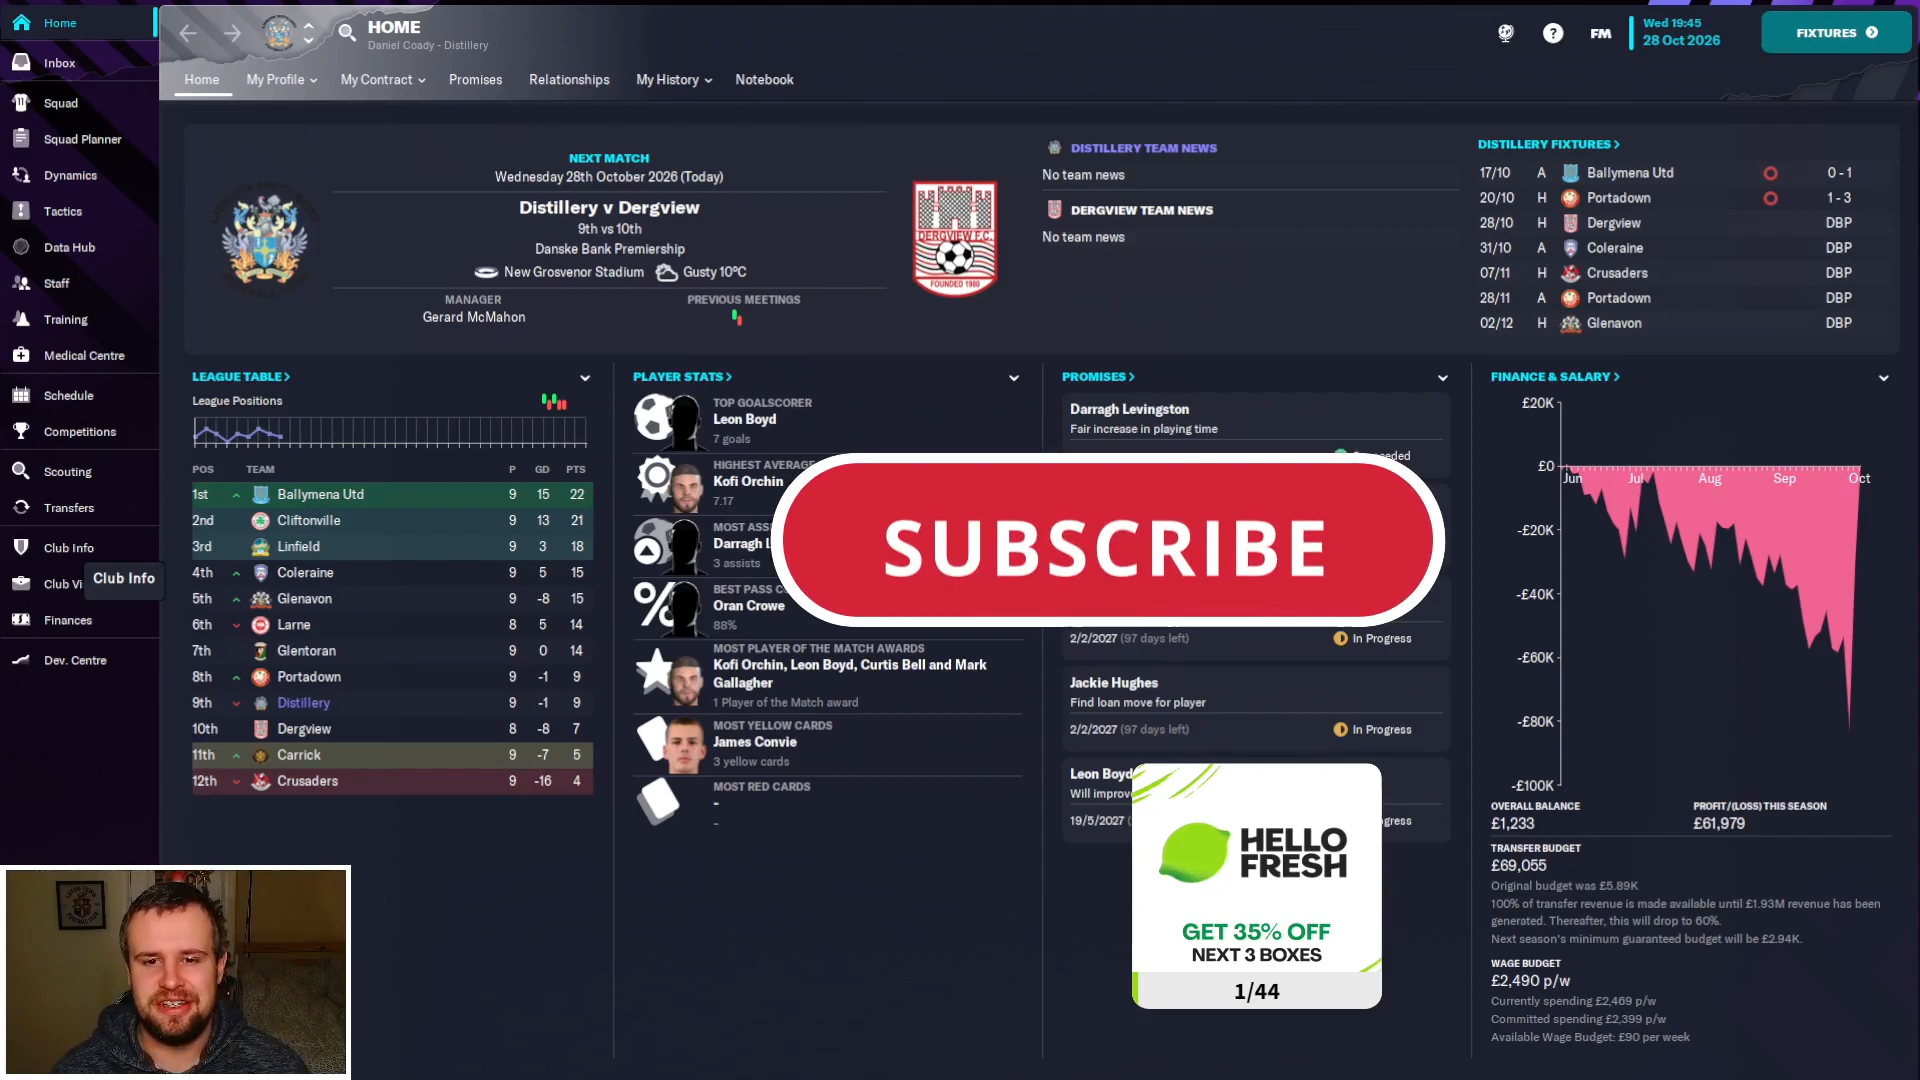 Home
Inbox
Squad
Squad Planner
Dynamics
Tactics
Data Hub
Staff
Training
Medical Centre
Schedule
Competitions
Scouting
Transfers
Club Info
Club Vi
Club Info
Finances
Dev. Centre
HOME
Daniel Coady - Distillery
FM
Wed 19:45
28 Oct 2026
FIXTURES
Home
My Profile
My Contract
Promises
Relationships
My History
Notebook
NEXT MATCH
Wednesday 28th October 2026 (Today)
Distillery v Dergview
9th vs 10th
Danske Bank Premiership
New Grosvenor Stadium
Gusty 10°C
MANAGER
Gerard McMahon
PREVIOUS MEETINGS
DERGVIEW F.C.
FOUNDED 1980
DISTILLERY TEAM NEWS
No team news
DERGVIEW TEAM NEWS
No team news
DISTILLERY FIXTURES >
17/10 A Ballymena Utd 0 - 1
20/10 H Portadown 1 - 3
28/10 H Dergview DBP
31/10 A Coleraine DBP
07/11 H Crusaders DBP
28/11 A Portadown DBP
02/12 H Glenavon DBP
LEAGUE TABLE >
League Positions
POS TEAM P GD PTS
1st Ballymena Utd 9 15 22
2nd Cliftonville 9 13 21
3rd Linfield 9 3 18
4th Coleraine 9 5 15
5th Glenavon 9 -8 15
6th Larne 8 5 14
7th Glentoran 9 0 14
8th Portadown 9 -1 9
9th Distillery 9 -1 9
10th Dergview 8 -8 7
11th Carrick 9 -7 5
12th Crusaders 9 -16 4
PLAYER STATS >
TOP GOALSCORER
Leon Boyd
7 goals
HIGHEST AVERAGE
Kofi Orchin
7.17
MOST ASS
Darragh L
3 assists
BEST PASS C
Oran Crowe
88%
MOST PLAYER OF THE MATCH AWARDS
Kofi Orchin, Leon Boyd, Curtis Bell and Mark
Gallagher
1 Player of the Match award
MOST YELLOW CARDS
James Convie
3 yellow cards
MOST RED CARDS
-
-
PROMISES >
Darragh Levingston
Fair increase in playing time
eded
SUBSCRIBE
2/2/2027 (97 days left)
In Progress
Jackie Hughes
Find loan move for player
2/2/2027 (97 days left)
In Progress
Leon Boyd
Will improv
19/5/2027 (
gress
HELLO
FRESH
GET 35% OFF
NEXT 3 BOXES
1/44
FINANCE & SALARY >
£20K
£0
-£20K
-£40K
-£60K
-£80K
-£100K
Jun Jul Aug Sep Oct
OVERALL BALANCE
£1,233
PROFIT/(LOSS) THIS SEASON
£61,979
TRANSFER BUDGET
£69,055
Original budget was £5.89K
100% of transfer revenue is made available until £1.93M revenue has been
generated. Thereafter, this will drop to 60%.
Next season's minimum guaranteed budget will be £2.94K.
WAGE BUDGET
£2,490 p/w
Currently spending £2,469 p/w
Committed spending £2,399 p/w
Available Wage Budget: £90 per week